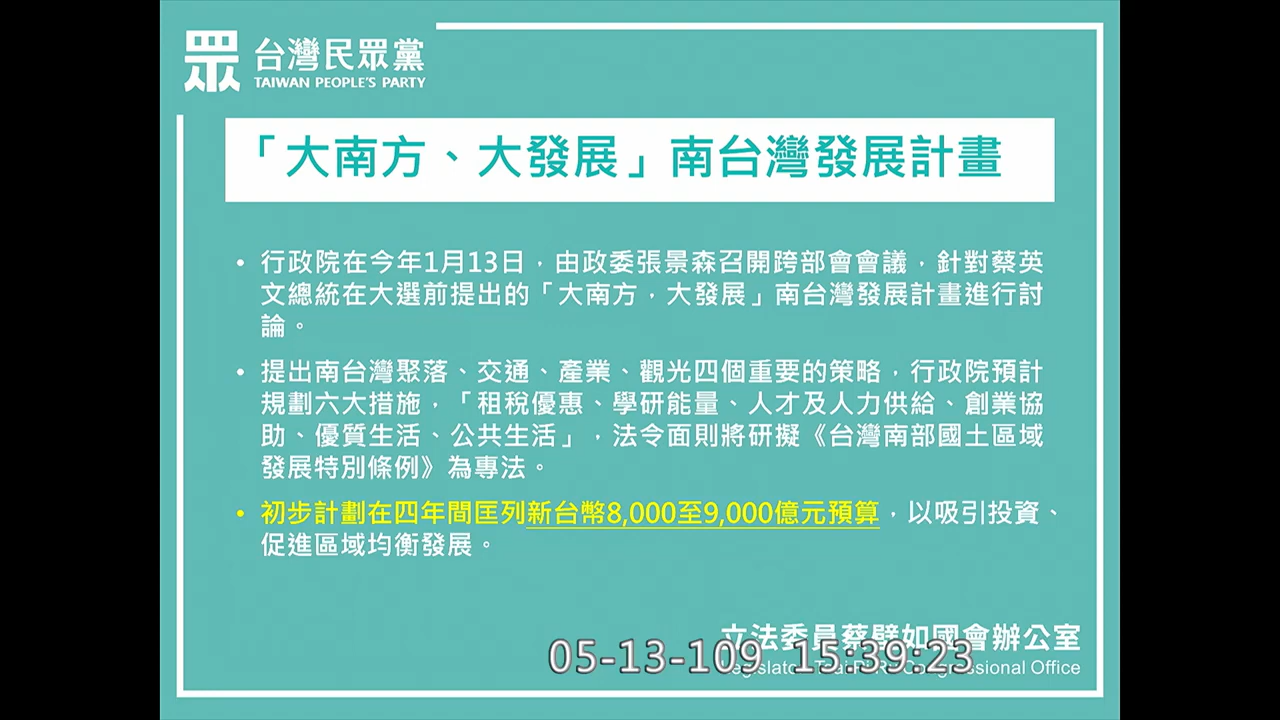 眾
台灣民眾黨
TAIWAN PEOPLE'S PARTY
「大南方、大發展」南台灣發展計畫
• 行政院在今年1月13日，由政委張景森召開跨部會會議，針對蔡英
文總統在大選前提出的「大南方，大發展」南台灣發展計畫進行討
論。
• 提出南台灣聚落、交通、產業、觀光四個重要的策略，行政院預計
規劃六大措施，「租稅優惠、學研能量、人才及人力供給、創業協
助、優質生活、公共生活」，法令面則將研擬《台灣南部國土區域
發展特別條例》為專法。
• 初步計劃在四年間匡列新台幣8,000至9,000億元預算，以吸引投資、
促進區域均衡發展。
立法委員蔡壁如國會辦公室
05-13-109 15:39:23
Congressional Office